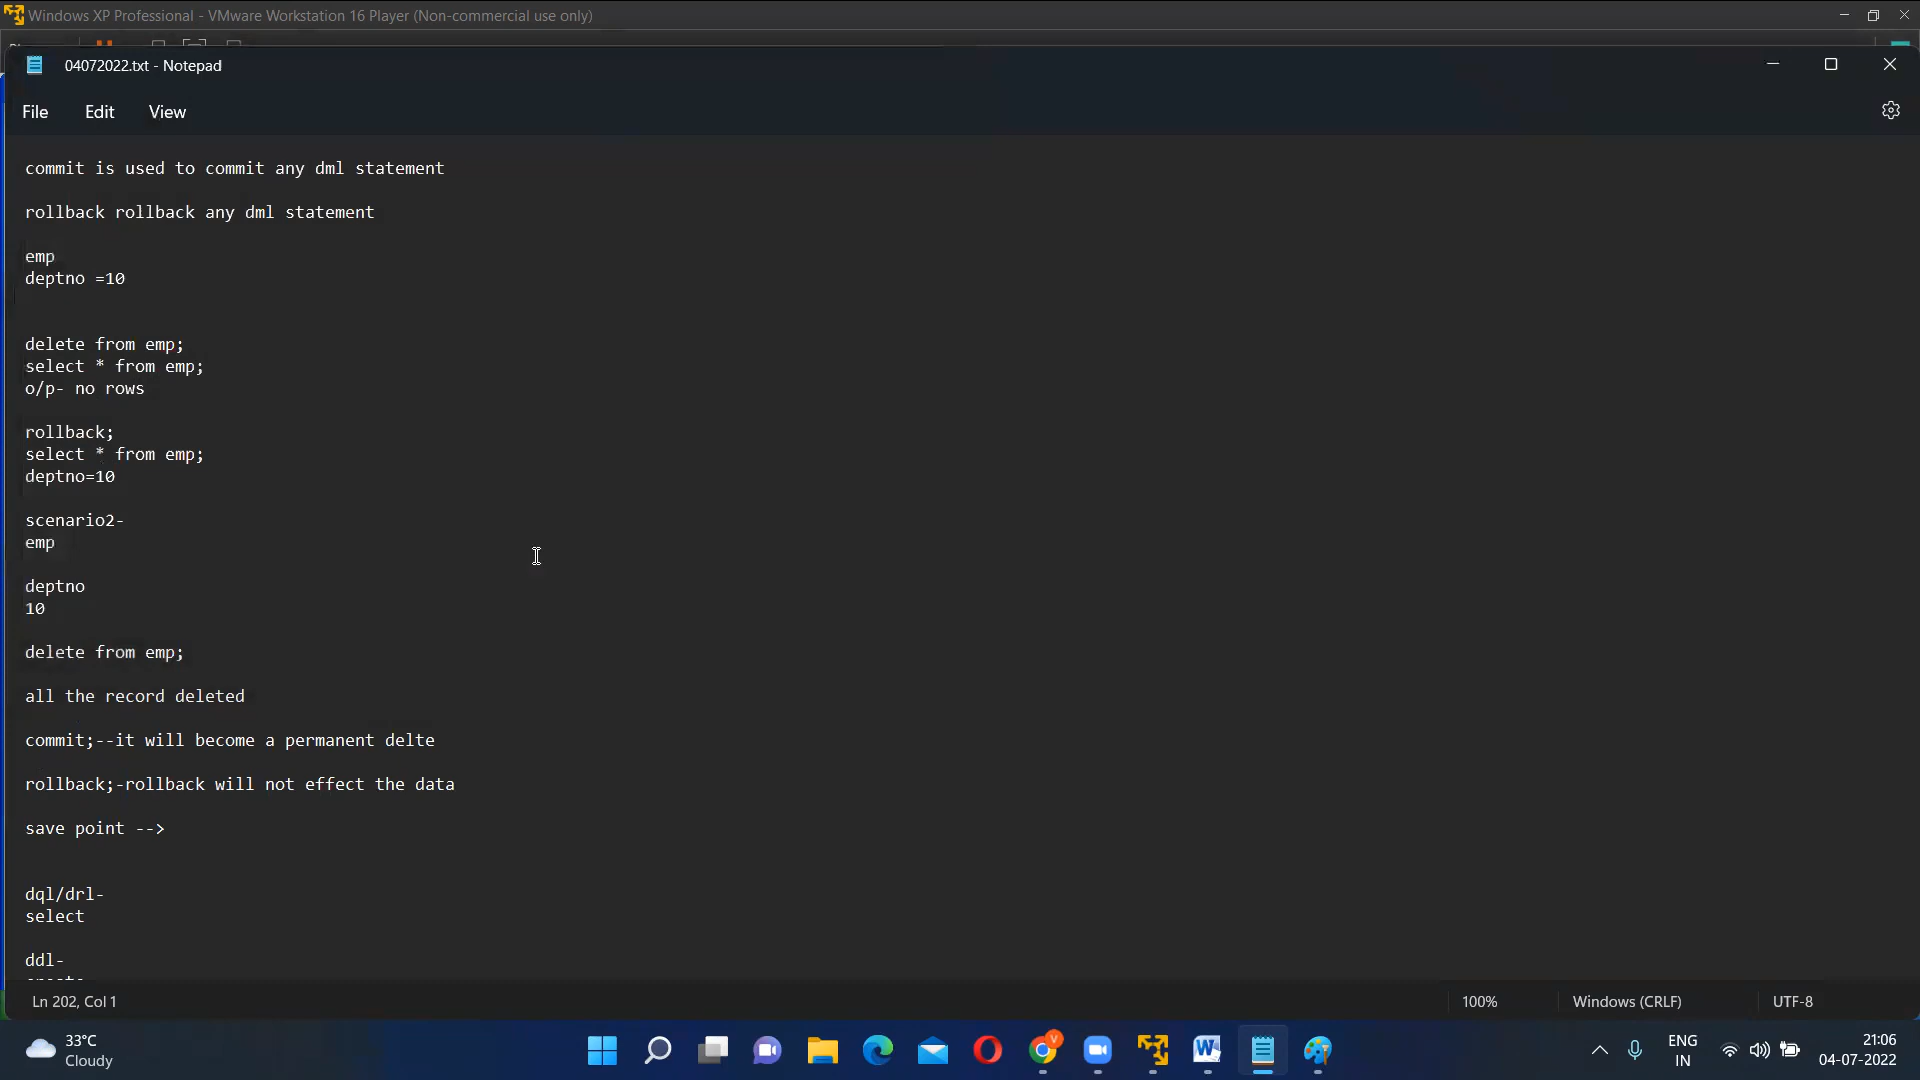 Windows XP Professional - VMware Workstation 16 Player (Non-commercial use only)
04072022.txt - Notepad
File Edit View
commit is used to commit any dml statement
rollback rollback any dml statement
emp
deptno =10
delete from emp;
select * from emp;
o/p- no rows
rollback;
select * from emp;
deptno=10
scenario2-
emp
deptno
10
delete from emp;
all the record deleted
commit;--it will become a permanent delte
rollback;-rollback will not effect the data
save point -->
dql/drl-
select
ddl-
Ln 202, Col 1 100% Windows (CRLF) UTF-8
33°C
Cloudy
ENG
IN
21:06
04-07-2022